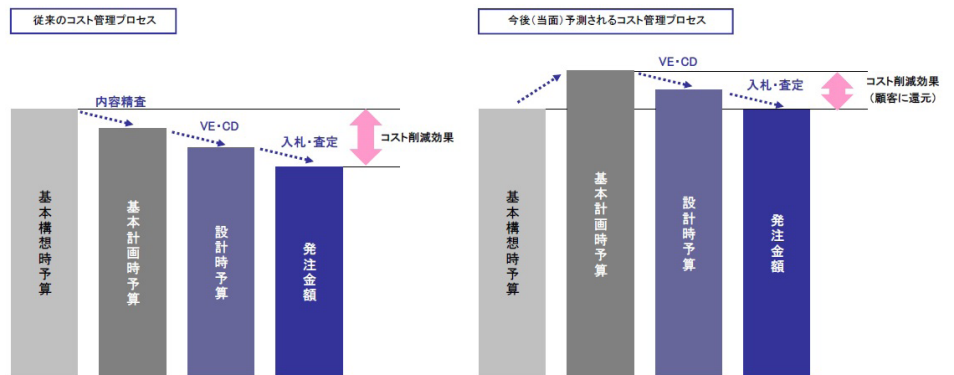 従来のコスト管理プロセス
内容精査
VE・CD
入札・査定
コスト削減効果
基本構想時予算
基本計画時予算
設計時予算
発注金額
今後(当面)予測されるコスト管理プロセス
VE・CD
入札・査定
コスト削減効果
(顧客に還元)
基本構想時予算
基本計画時予算
設計時予算
発注金額